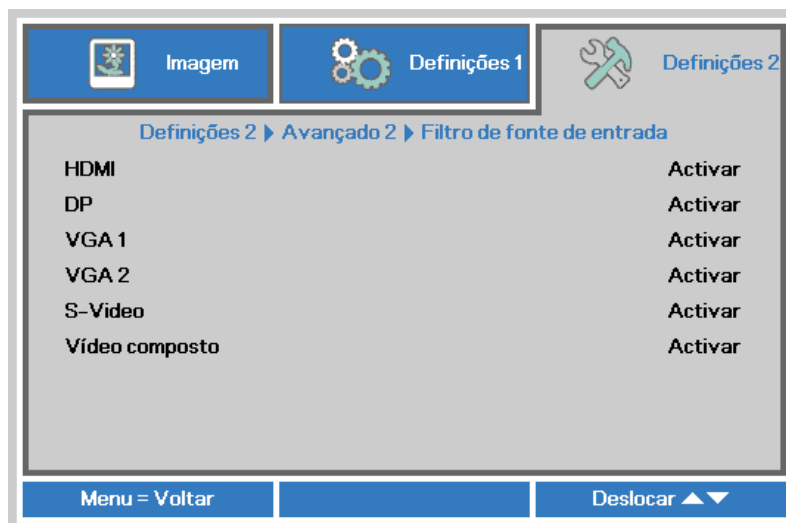 Imagem
Definições 1
Definições 2
Definições 2 ▶ Avançado 2 ▶ Filtro de fonte de entrada
HDMI Activar
DP Activar
VGA 1 Activar
VGA 2 Activar
S-Video Activar
Vídeo composto Activar
Menu = Voltar
Deslocar ▲▼